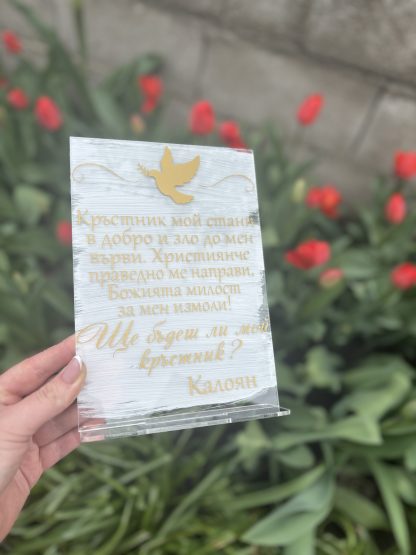 Кръстник мой стани,
в добро и зло до мен
върви. Християнче
праведно ме направи,
Божията милост
за мен измоли!
Ще бъдеш ли мой
кръстник?
Калоян